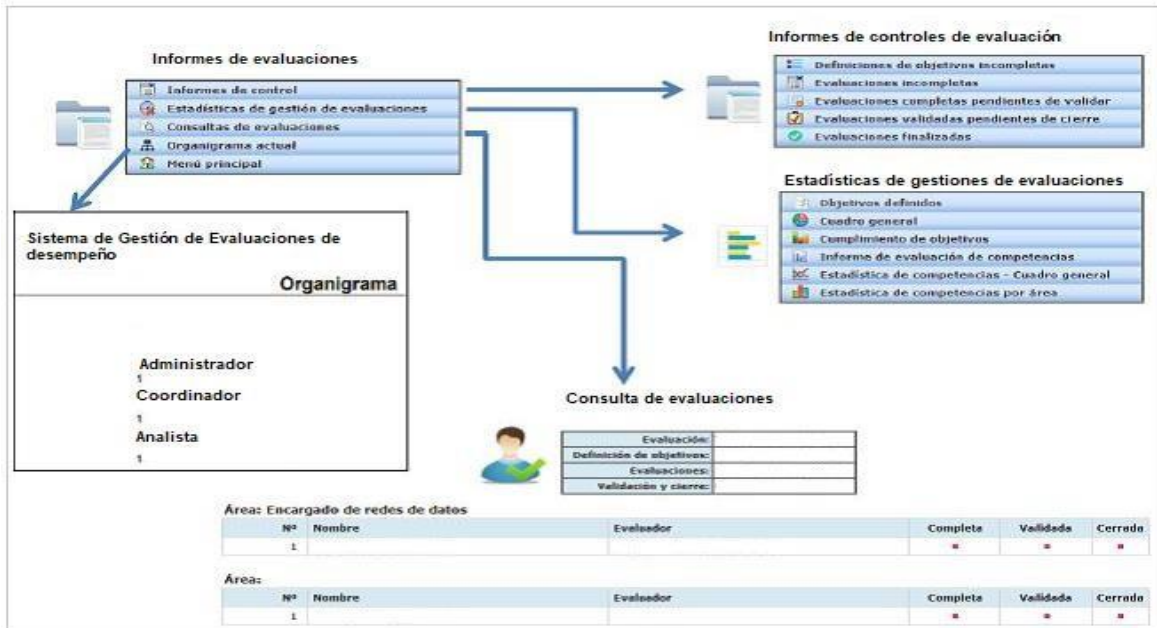 Informes de evaluaciones
Informes de control
Estadísticas de gestión de evaluaciones
Consultas de evaluaciones
Organigrama actual
Menú principal
Informes de controles de evaluación
Definiciones de objetivos incompletas
Evaluaciones incompletas
Evaluaciones completas pendientes de validar
Evaluaciones validadas pendientes de cierre
Evaluaciones finalizadas
Estadísticas de gestiones de evaluaciones
Objetivos definidos
Cuadro general
Cumplimiento de objetivos
Informe de evaluación de competencias
Estadística de competencias - Cuadro general
Estadística de competencias por área
Sistema de Gestión de Evaluaciones de
desempeño
Organigrama
Administrador
1
Coordinador
1
Analista
1
Consulta de evaluaciones
Evaluación:
Definición de objetivos:
Evaluaciones:
Validación y cierre:
Área: Encargado de redes de datos
Nº Nombre Evaluador Completa Validada Cerrada
1
Área:
Nº Nombre Evaluador Completa Validada Cerrada
1